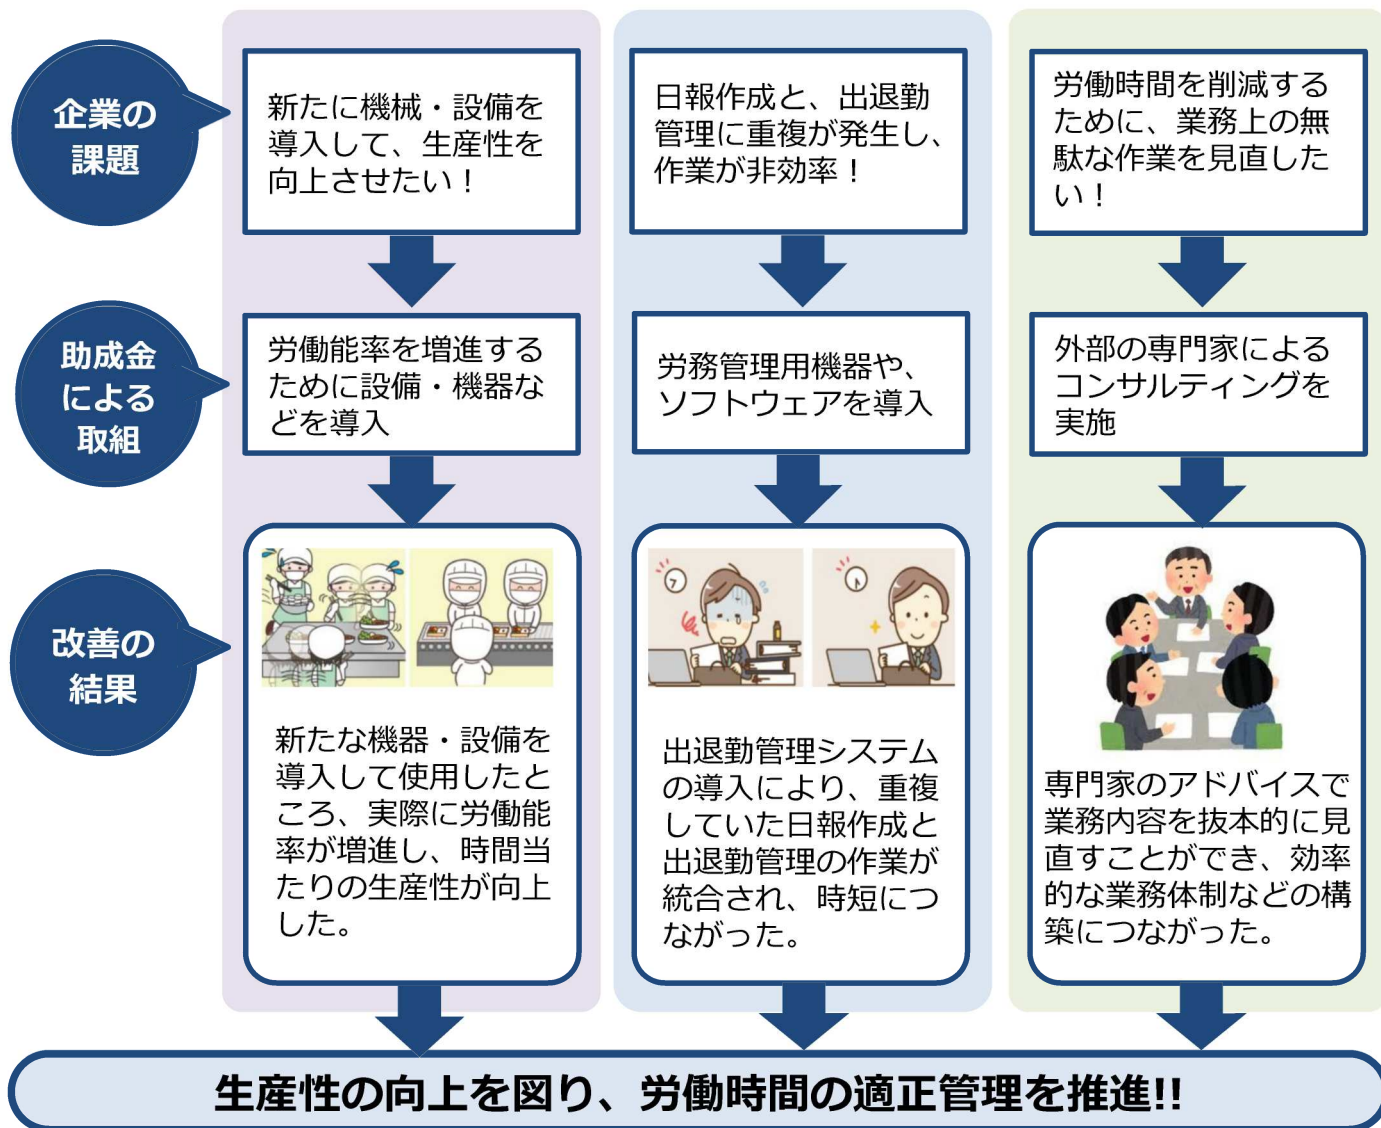 企業の
課題
新たに機械・設備を
導入して、生産性を
向上させたい！
日報作成と、出退勤
管理に重複が発生し、
作業が非効率！
労働時間を削減する
ために、業務上の無
駄な作業を見直した
い！
助成金
による
取組
労働能率を増進する
ために設備・機器な
どを導入
労務管理用機器や、
ソフトウェアを導入
外部の専門家による
コンサルティングを
実施
改善の
結果
新たな機器・設備を
導入して使用したと
ころ、実際に労働能
率が増進し、時間当
たりの生産性が向上
した。
出退勤管理システム
の導入により、重複
していた日報作成と
出退勤管理の作業が
統合され、時短につ
ながった。
専門家のアドバイスで
業務内容を抜本的に見
直すことができ、効率
的な業務体制などの構
築につながった。
生産性の向上を図り、労働時間の適正管理を推進!!